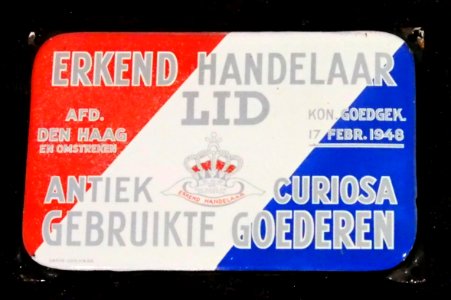 ERKEND HANDELAAR
LID
AFD.
DEN HAAG
EN OMSTREKEN
KON. GOEDGEK.
17 FEBR. 1948
ERKEND HANDELAAR
ANTIEK CURIOSA
GEBRUIKTE GOEDEREN